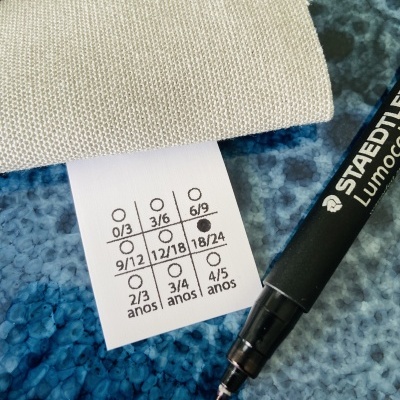 0/3 3/6 6/9
9/12 12/18 18/24
2/3 3/4 4/5
anos anos anos
STAEDTLE
Lumoco